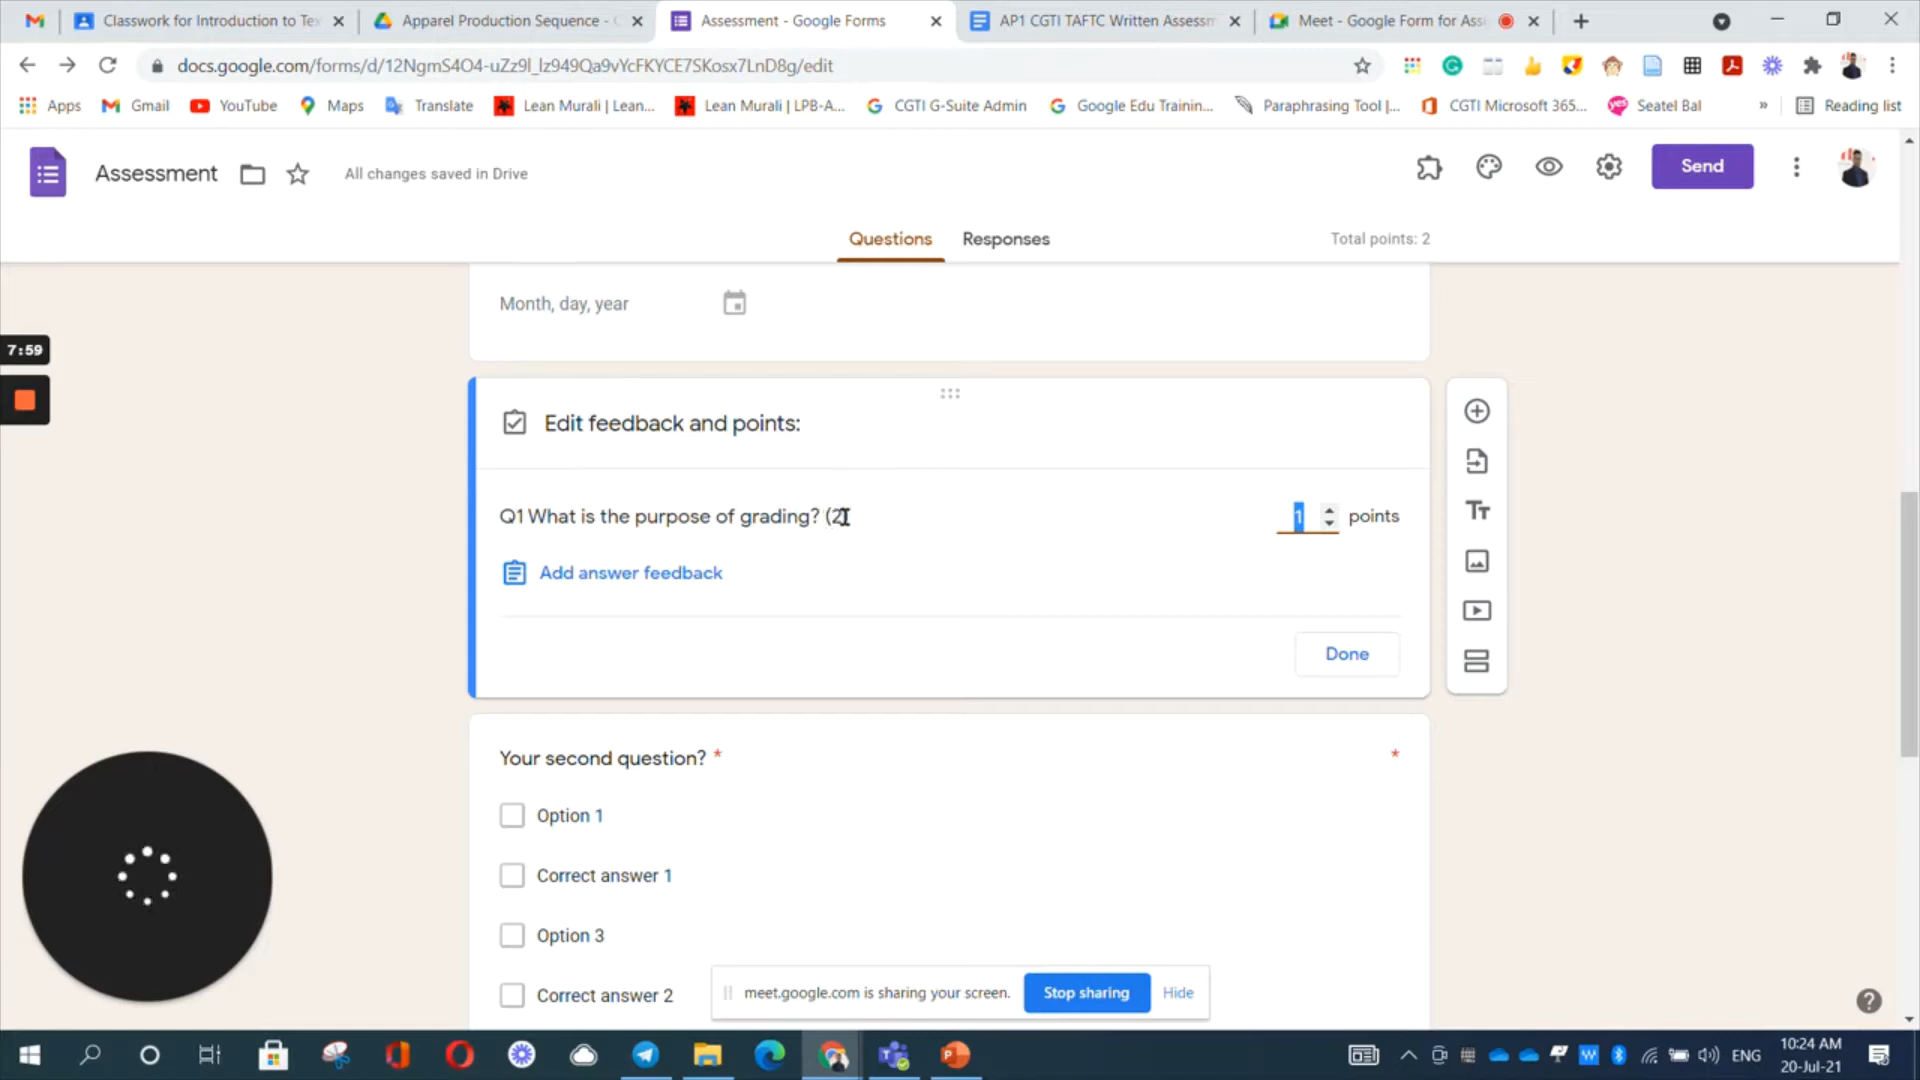 Classwork for Introduction to Tex
Apparel Production Sequence -
Assessment - Google Forms
AP1 CGTI TAFTC Written Assessm
Meet - Google Form for Ass
docs.google.com/forms/d/12NgmS4O4-uZz9l_lz949Qa9vYcFKYCE7SKosx7LnD8g/edit
Apps
Gmail
YouTube
Maps
Translate
Lean Murali | Lean...
Lean Murali | LPB-A...
CGTI G-Suite Admin
Google Edu Trainin...
Paraphrasing Tool |...
CGTI Microsoft 365...
Seatel Bal
»
Reading list
Assessment
All changes saved in Drive
Send
Questions
Responses
Total points: 2
Month, day, year
7:59
Edit feedback and points:
Q1 What is the purpose of grading? (2)
1 points
Add answer feedback
Done
Your second question? *
*
Option 1
Correct answer 1
Option 3
Correct answer 2
meet.google.com is sharing your screen.
Stop sharing
Hide
ENG
10:24 AM
20-Jul-21